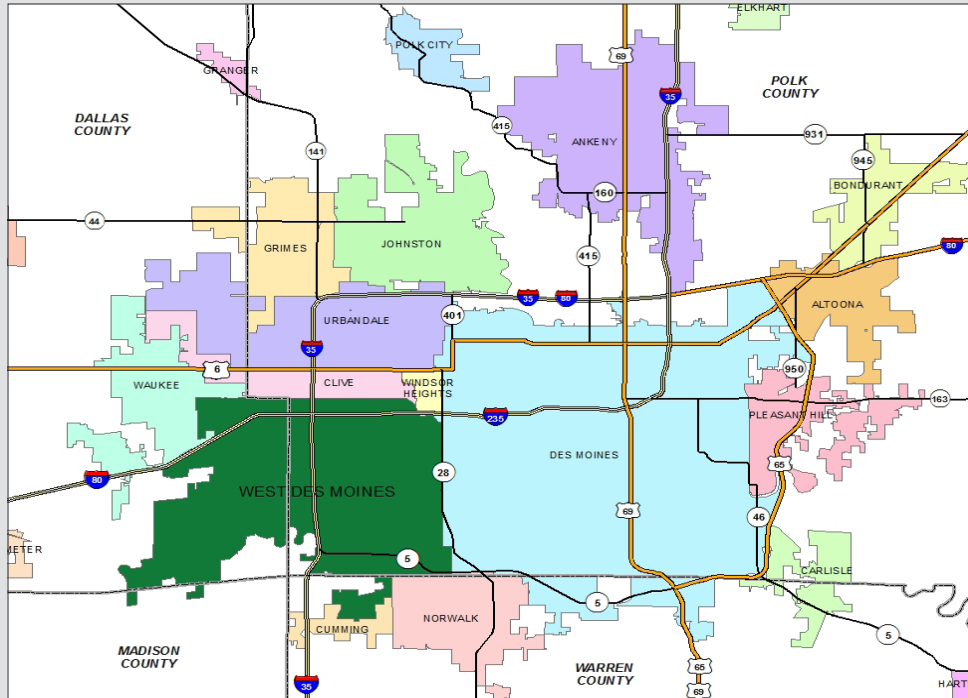 ELKHART
POLK CITY
69
GRANGER
POLK
COUNTY
35
DALLAS
COUNTY
415
931
ANKENY
141
945
BONDURANT
160
44
GRIMES
JOHNSTON
80
415
35
80
ALTOONA
401
URBANDALE
35
6
950
WAUKEE
CLIVE
WINDSOR
HEIGHTS
163
235
PLEASANT HILL
DES MOINES
65
28
80
WEST DES MOINES
69
46
METER
5
CARLISLE
5
NORWALK
CUMMING
5
MADISON
COUNTY
WARREN
COUNTY
65
35
69
HART